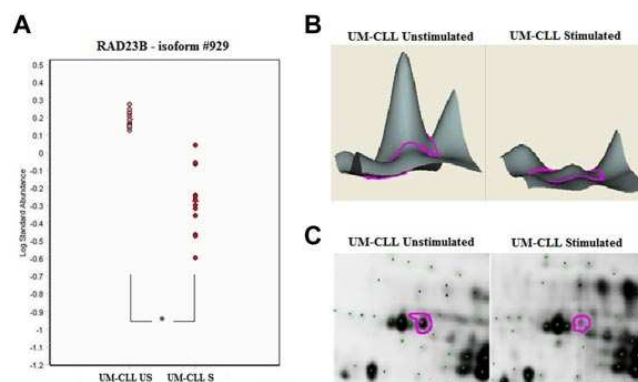 A
RAD23B - isoform #929
Log Standard Abundance
0.5
0.4
0.3
0.2
0.1
0
-0.1
-0.2
-0.3
-0.4
-0.5
-0.6
-0.7
-0.8
-0.9
-1
-1.1
-1.2
*
UM-CLL US
UM-CLL S
B
UM-CLL Unstimulated
UM-CLL Stimulated
C
UM-CLL Unstimulated
UM-CLL Stimulated